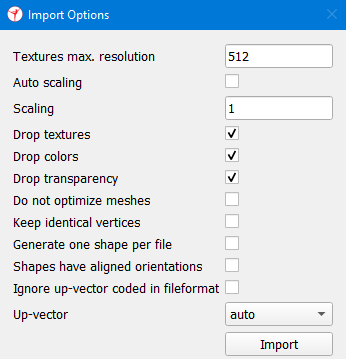 Import Options
Textures max. resolution 512
Auto scaling
Scaling 1
Drop textures
Drop colors
Drop transparency
Do not optimize meshes
Keep identical vertices
Generate one shape per file
Shapes have aligned orientations
Ignore up-vector coded in fileformat
Up-vector auto
Import